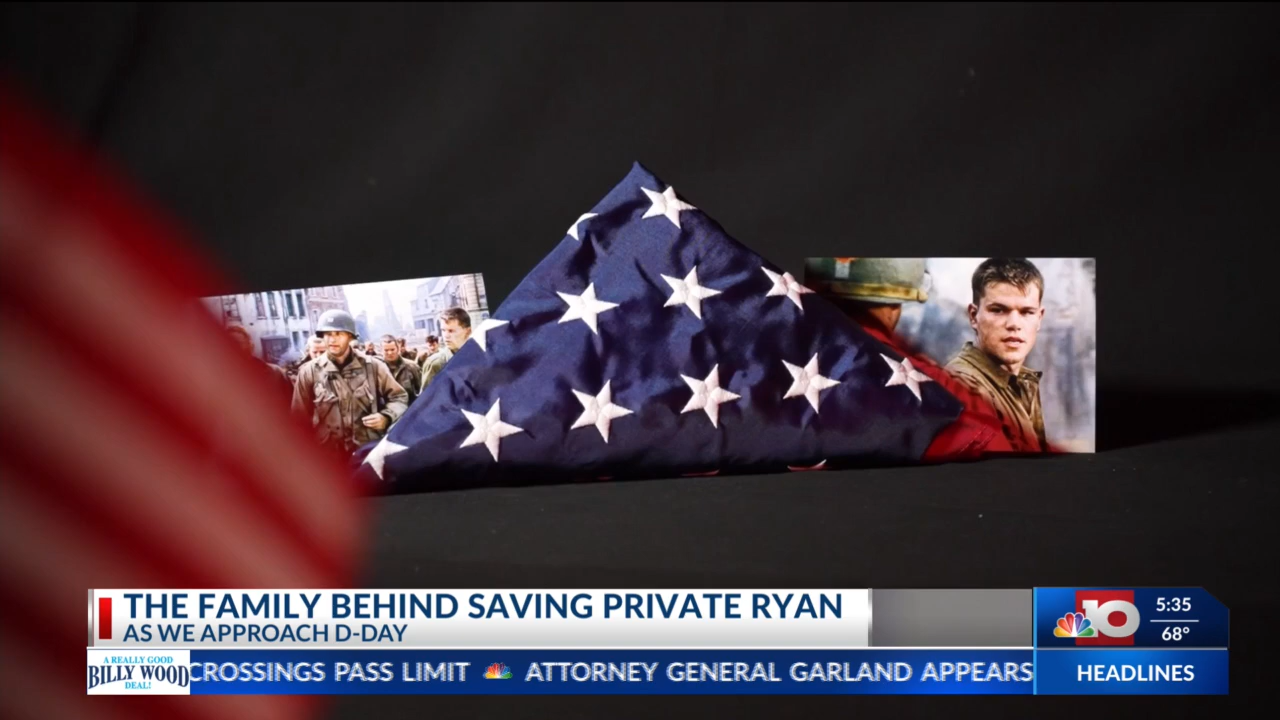 THE FAMILY BEHIND SAVING PRIVATE RYAN
AS WE APPROACH D-DAY
10
5:35
68°
A REALLY GOOD
BILLY WOOD
DEAL!
CROSSINGS PASS LIMIT
ATTORNEY GENERAL GARLAND APPEARS
HEADLINES